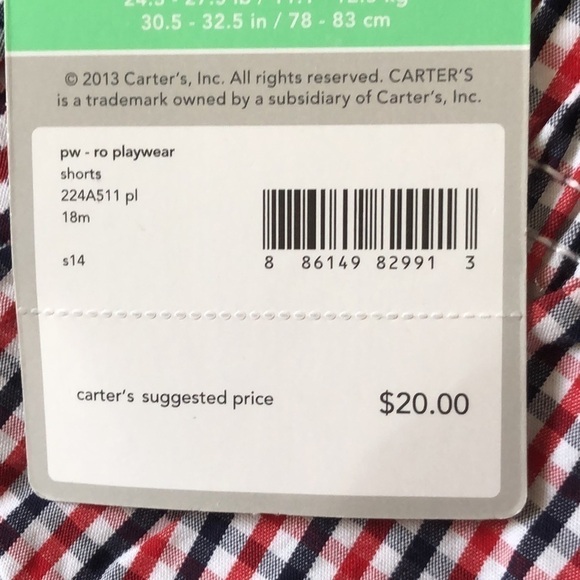 30.5 - 32.5 in / 78 - 83 cm
© 2013 Carter's, Inc. All rights reserved. CARTER'S
is a trademark owned by a subsidiary of Carter's, Inc.
pw - ro playwear
shorts
224A511 pl
18m
s14
8 86149 82991 3
carter's suggested price
$20.00